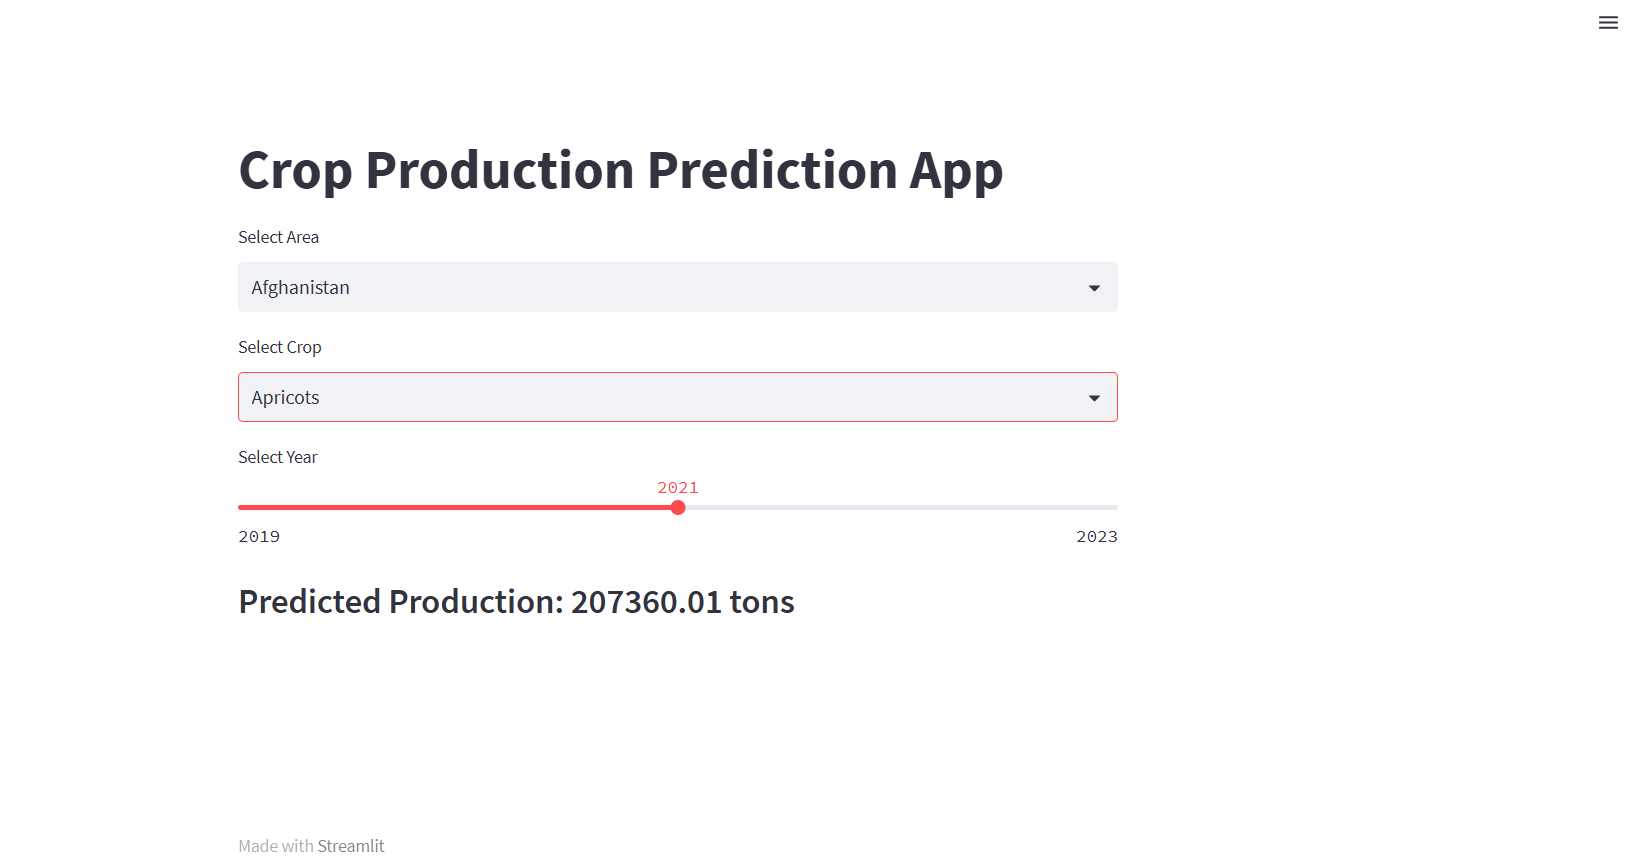 Crop Production Prediction App
Select Area
Afghanistan
Select Crop
Apricots
Select Year
2021
2019 2023
Predicted Production: 207360.01 tons
Made with Streamlit